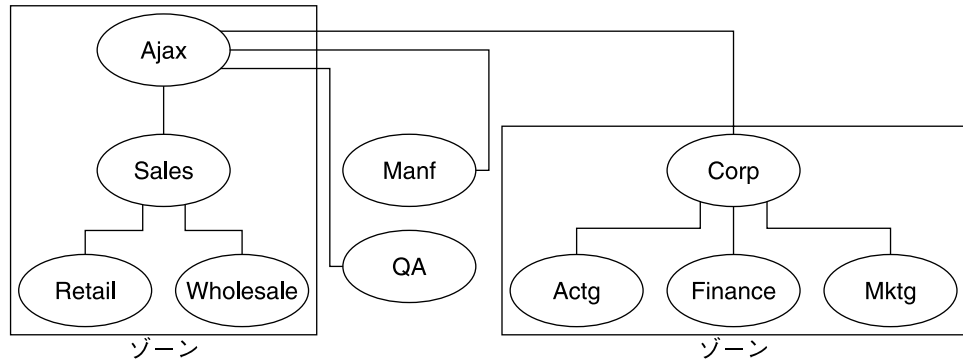 Ajax
Sales
Manf
Corp
Retail
Wholesale
QA
Actg
Finance
Mktg
ゾーン
ゾーン